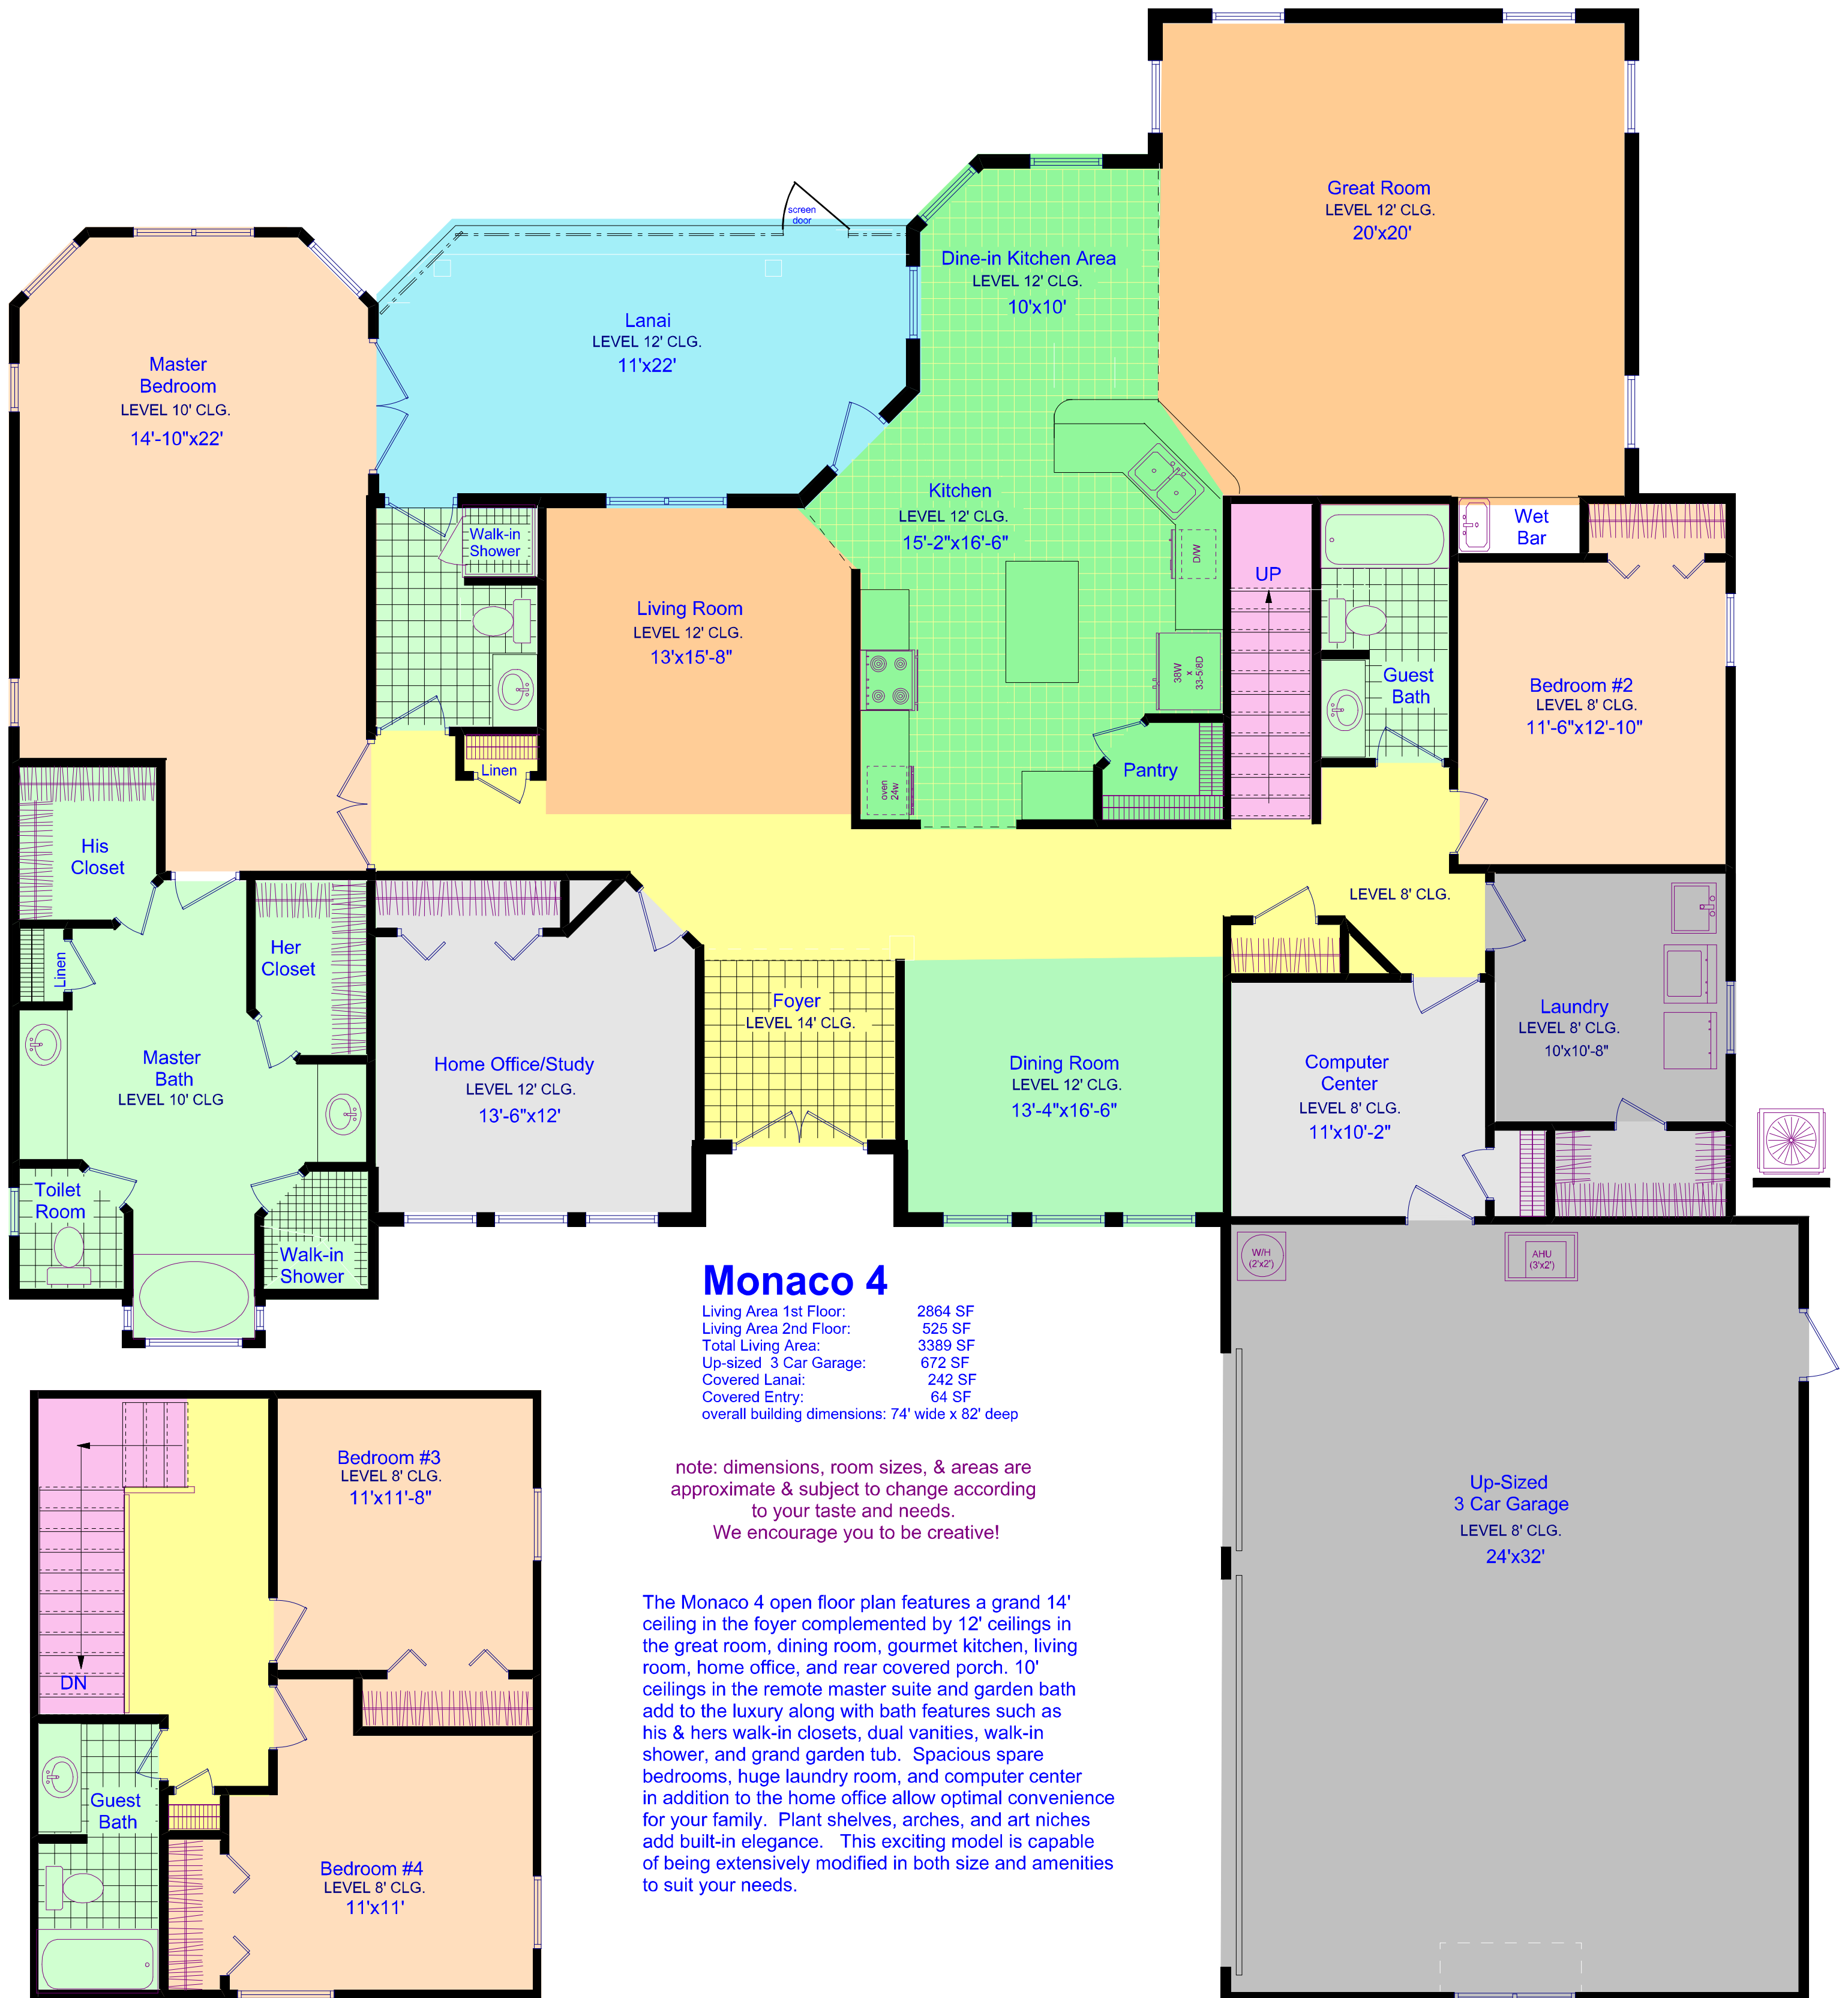 Great Room
LEVEL 12' CLG.
20'x20'
screen
door
Dine-in Kitchen Area
LEVEL 12' CLG.
10'x10'
Lanai
LEVEL 12' CLG.
11'x22'
Master
Bedroom
LEVEL 10' CLG.
14'-10"x22'
Kitchen
LEVEL 12' CLG.
15'-2"x16'-6"
Walk-in
Shower
Wet
Bar
D/W
UP
Living Room
LEVEL 12' CLG.
13'x15'-8"
38W
x
33-5/8D
Guest
Bath
Bedroom #2
LEVEL 8' CLG.
11'-6"x12'-10"
Linen
oven
24w
Pantry
His
Closet
LEVEL 8' CLG.
Her
Closet
Linen
Foyer
LEVEL 14' CLG.
Laundry
LEVEL 8' CLG.
10'x10'-8"
Master
Bath
LEVEL 10' CLG
Home Office/Study
LEVEL 12' CLG.
13'-6"x12'
Dining Room
LEVEL 12' CLG.
13'-4"x16'-6"
Computer
Center
LEVEL 8' CLG.
11'x10'-2"
Toilet
Room
Walk-in
Shower
W/H
(2'x2')
AHU
(3'x2')
Monaco 4
Living Area 1st Floor: 2864 SF
Living Area 2nd Floor: 525 SF
Total Living Area: 3389 SF
Up-sized 3 Car Garage: 672 SF
Covered Lanai: 242 SF
Covered Entry: 64 SF
overall building dimensions: 74' wide x 82' deep
note: dimensions, room sizes, & areas are
approximate & subject to change according
to your taste and needs.
We encourage you to be creative!
Up-Sized
3 Car Garage
LEVEL 8' CLG.
24'x32'
Bedroom #3
LEVEL 8' CLG.
11'x11'-8"
DN
Guest
Bath
Bedroom #4
LEVEL 8' CLG.
11'x11'
The Monaco 4 open floor plan features a grand 14'
ceiling in the foyer complemented by 12' ceilings in
the great room, dining room, gourmet kitchen, living
room, home office, and rear covered porch. 10'
ceilings in the remote master suite and garden bath
add to the luxury along with bath features such as
his & hers walk-in closets, dual vanities, walk-in
shower, and grand garden tub. Spacious spare
bedrooms, huge laundry room, and computer center
in addition to the home office allow optimal convenience
for your family. Plant shelves, arches, and art niches
add built-in elegance. This exciting model is capable
of being extensively modified in both size and amenities
to suit your needs.